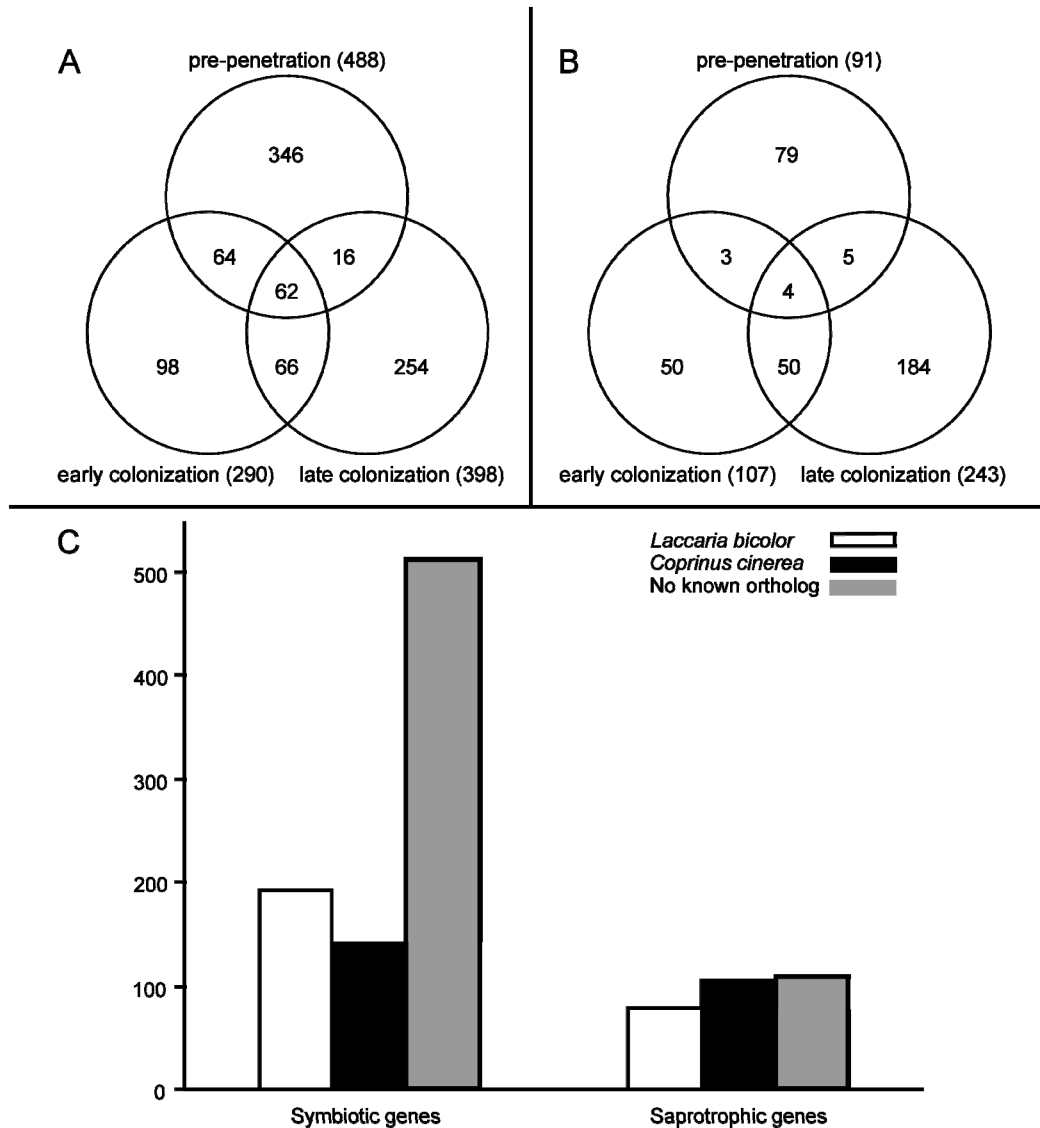 A
pre-penetration (488)
346
64
16
62
98
66
254
early colonization (290)
late colonization (398)
B
pre-penetration (91)
79
3
5
4
50
50
184
early colonization (107)
late colonization (243)
C
Laccaria bicolor
Coprinus cinerea
No known ortholog
500
400
300
200
100
0
Symbiotic genes
Saprotrophic genes